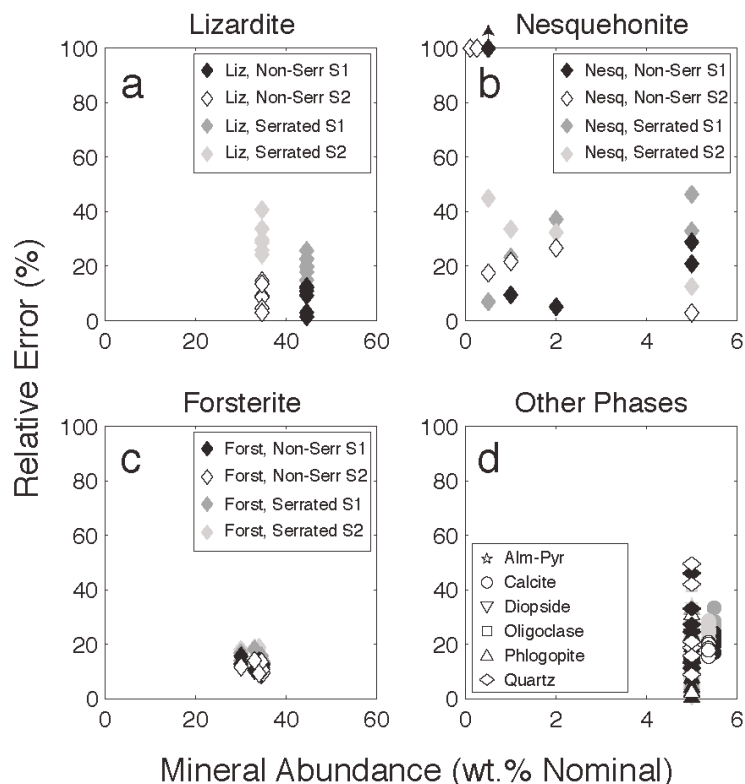 Lizardite
Nesquehonite
100
80
60
40
20
0
a
Liz, Non-Serr S1
Liz, Non-Serr S2
Liz, Serrated S1
Liz, Serrated S2
0 20 40 60
100
80
60
40
20
0
b
Nesq, Non-Serr S1
Nesq, Non-Serr S2
Nesq, Serrated S1
Nesq, Serrated S2
0 2 4 6
Relative Error (%)
Forsterite
Other Phases
100
80
60
40
20
0
c
Forst, Non-Serr S1
Forst, Non-Serr S2
Forst, Serrated S1
Forst, Serrated S2
0 20 40 60
100
80
60
40
20
0
d
Alm-Pyr
Calcite
Diopside
Oligoclase
Phlogopite
Quartz
0 2 4 6
Mineral Abundance (wt.% Nominal)